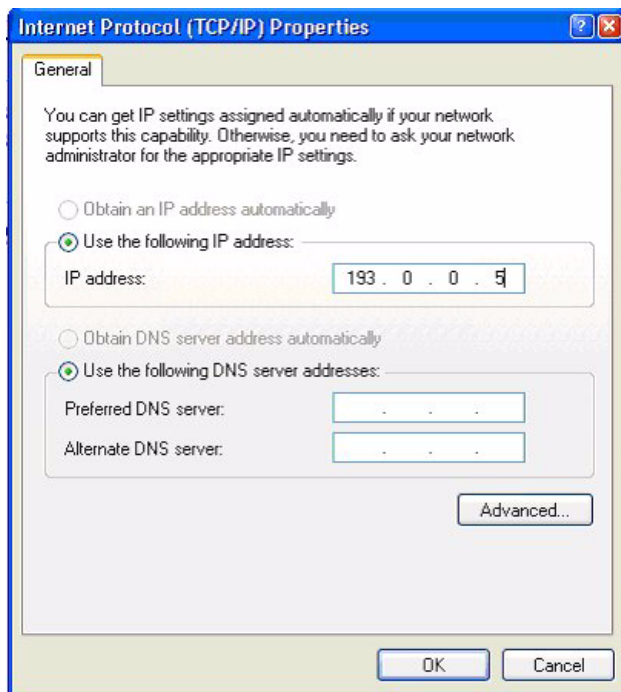 Internet Protocol (TCP/IP) Properties
General
You can get IP settings assigned automatically if your network
supports this capability. Otherwise, you need to ask your network
administrator for the appropriate IP settings.
Obtain an IP address automatically
Use the following IP address:
IP address: 193 . 0 . 0 . 5
Obtain DNS server address automatically
Use the following DNS server addresses:
Preferred DNS server: . . .
Alternate DNS server: . . .
Advanced...
OK Cancel